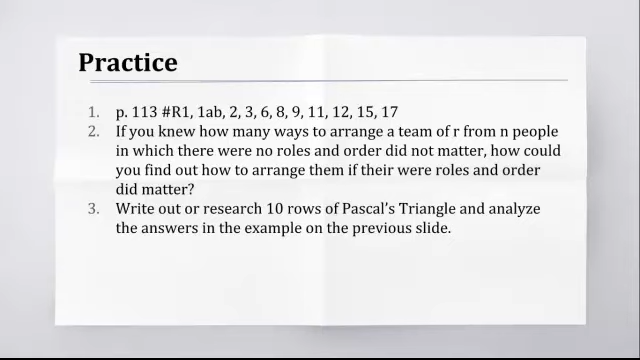 Practice
1. p. 113 #R1, 1ab, 2, 3, 6, 8, 9, 11, 12, 15, 17
2. If you knew how many ways to arrange a team of r from n people
in which there were no roles and order did not matter, how could
you find out how to arrange them if their were roles and order
did matter?
3. Write out or research 10 rows of Pascal's Triangle and analyze
the answers in the example on the previous slide.